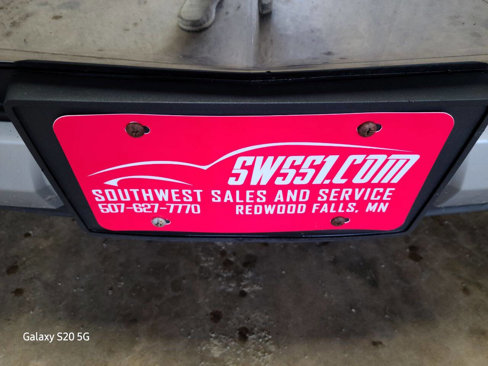 SWSS1.COM
SOUTHWEST SALES AND SERVICE
507-627-7770 REDWOOD FALLS, MN
Galaxy S20 5G